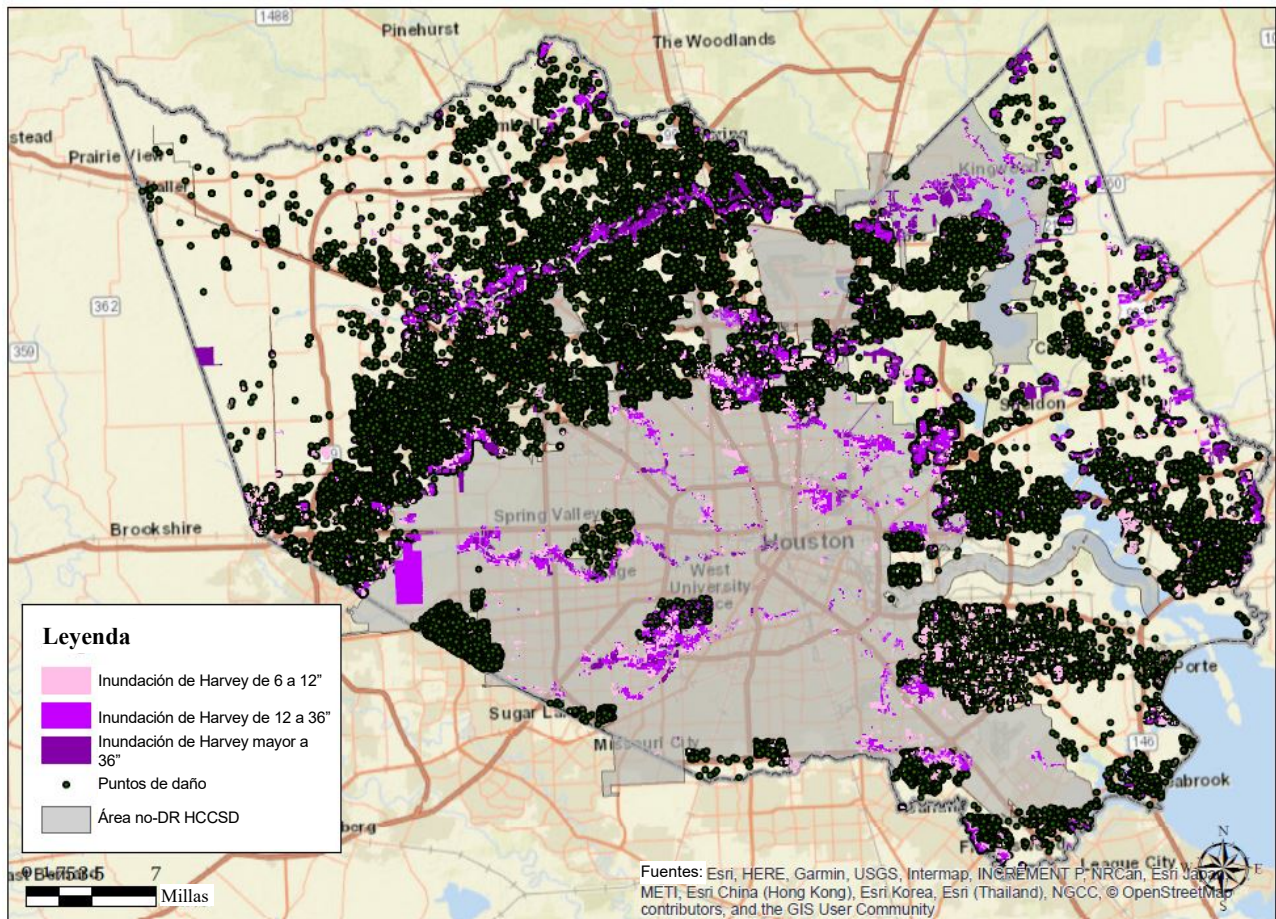 1488
Pinehurst
The Woodlands
Prairie View
Kingwood
362
359
Sheldon
Brookshire
Spring Valley
Houston
West
University
Porte
Sugar
Missouri City
146
League City
Leyenda
Inundación de Harvey de 6 a 12”
Inundación de Harvey de 12 a 36”
Inundación de Harvey mayor a
36”
Puntos de daño
Área no-DR HCCSD
7
Millas
N
S
Fuentes: Esri, HERE, Garmin, USGS, Intermap, INCREMENT P, NRCan, Esri Japan,
METI, Esri China (Hong Kong), Esri Korea, Esri (Thailand), NGCC, © OpenStreetMap
contributors, and the GIS User Community